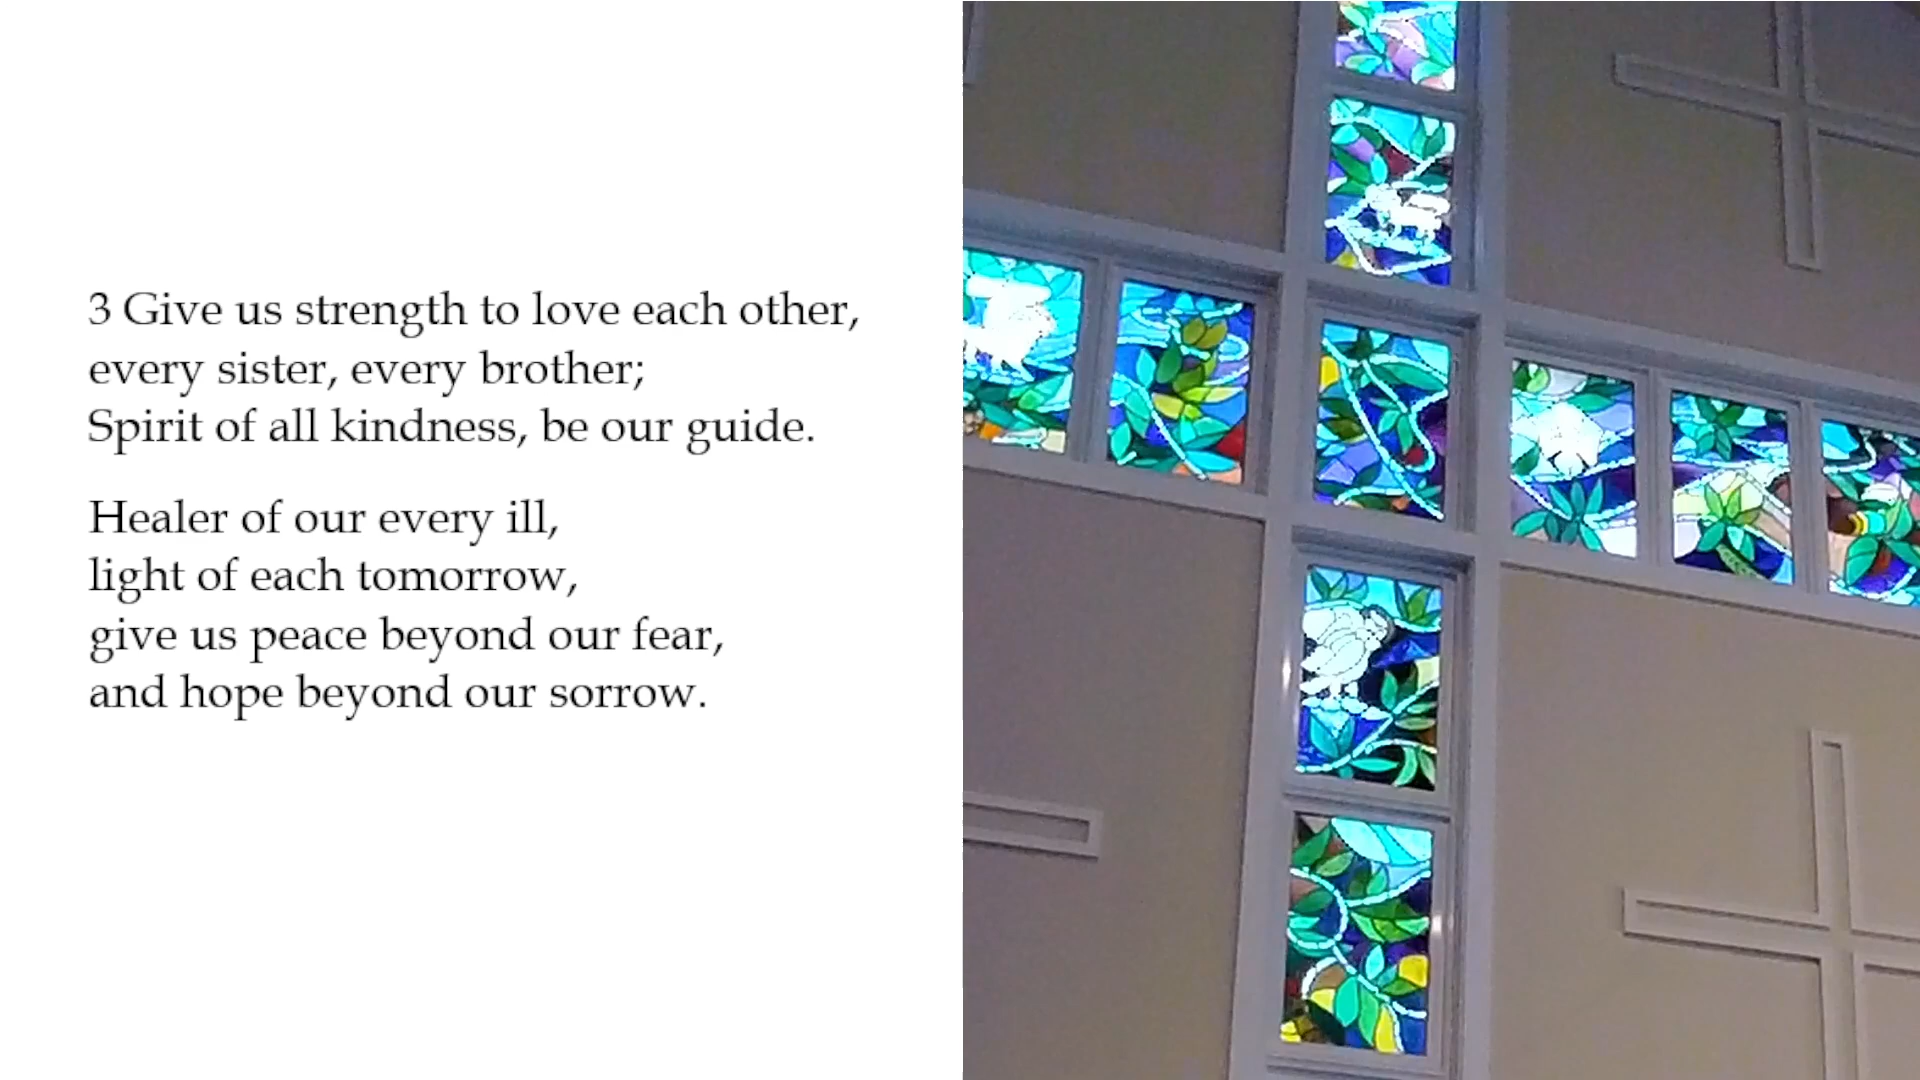 3 Give us strength to love each other,
every sister, every brother;
Spirit of all kindness, be our guide.
Healer of our every ill,
light of each tomorrow,
give us peace beyond our fear,
and hope beyond our sorrow.